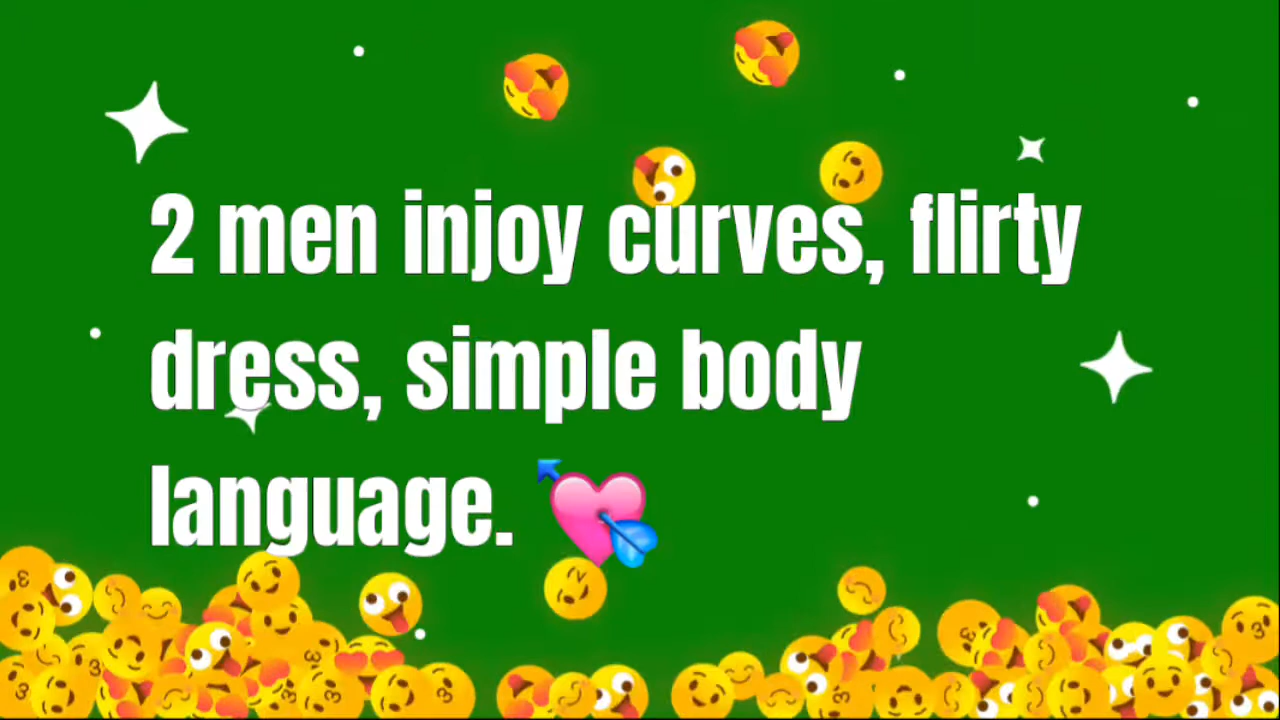 2 men injoy curves, flirty
dress, simple body
language. 💘